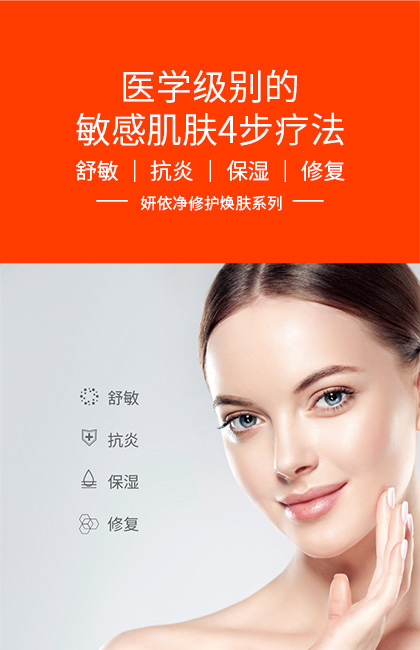 医学级别的
敏感肌肤4步疗法
舒敏｜抗炎｜保湿｜修复
妍依净修护焕肤系列
舒敏
抗炎
保湿
修复